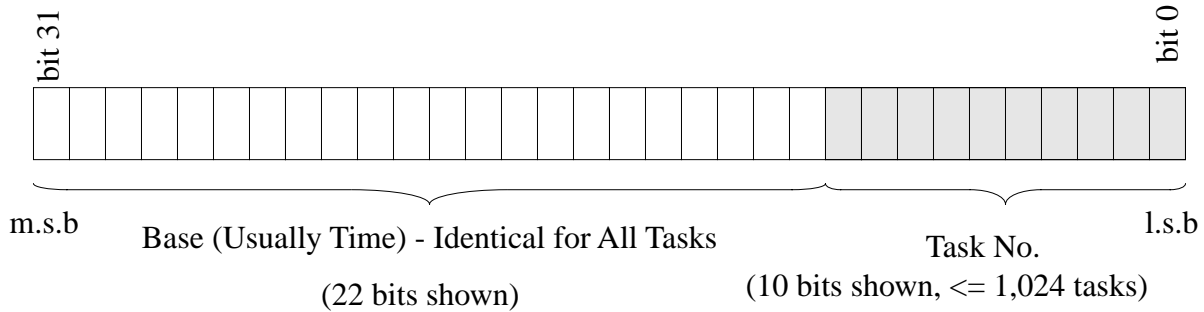 bit 31
bit 0
m.s.b
l.s.b
Base (Usually Time) - Identical for All Tasks
(22 bits shown)
Task No.
(10 bits shown, <= 1,024 tasks)